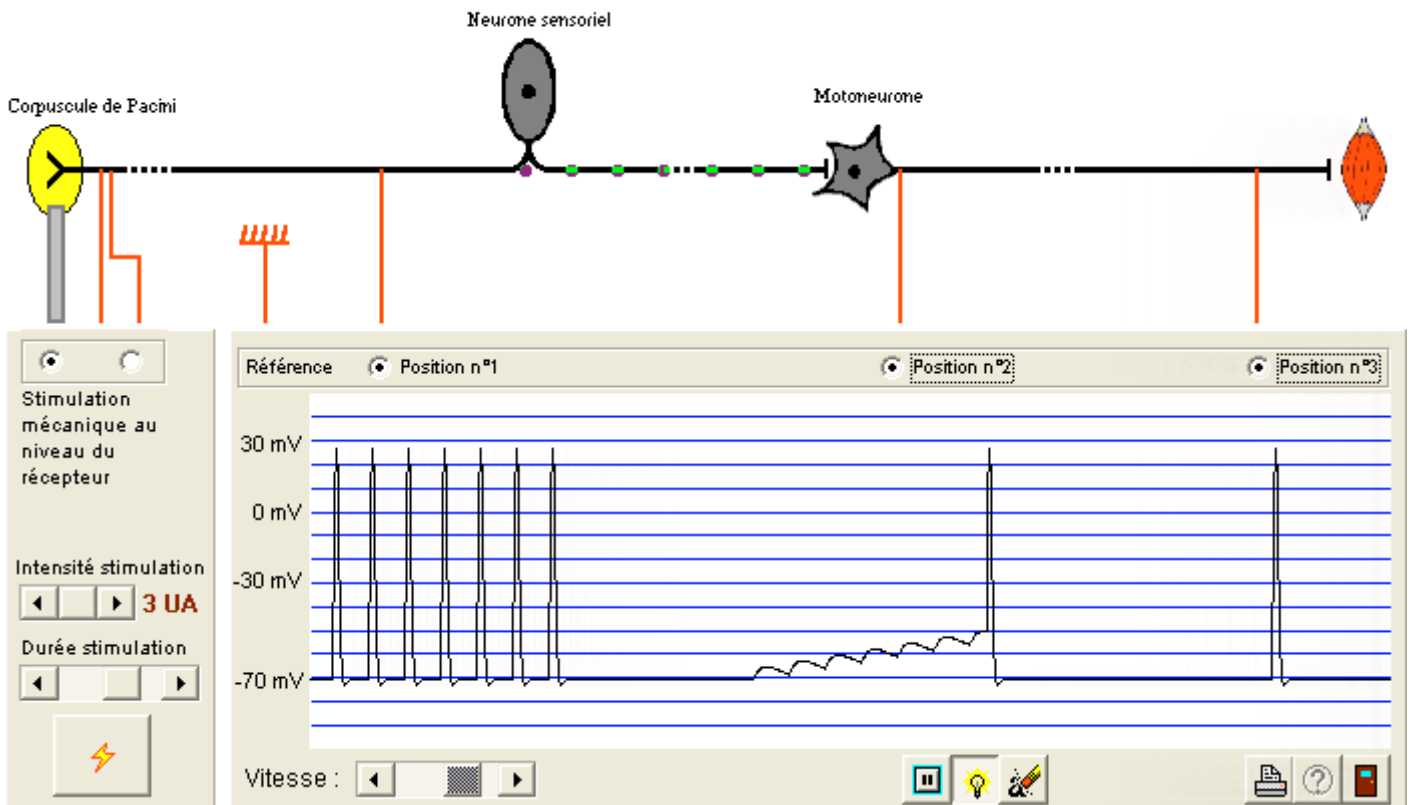 Neurone sensoriel
Corpuscule de Pacini
Motoneurone
Stimulation
mécanique au
niveau du
récepteur
Intensité stimulation
3 UA
Durée stimulation
Référence
Position n°1
Position n°2
Position n°3
30 mV
0 mV
-30 mV
-70 mV
Vitesse :